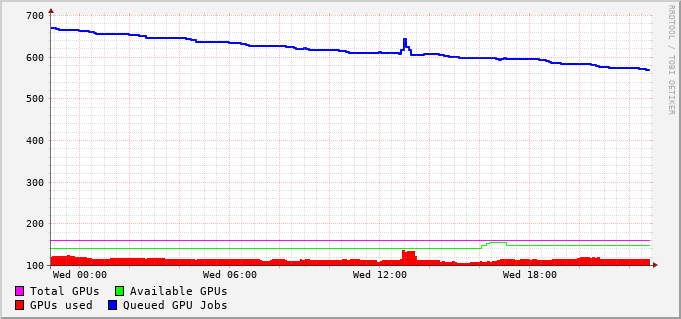 700
600
500
400
300
200
100
Wed 00:00 Wed 06:00 Wed 12:00 Wed 18:00
Total GPUs Available GPUs
GPUs used Queued GPU Jobs
RRDTOOL / TOBI OETIKER